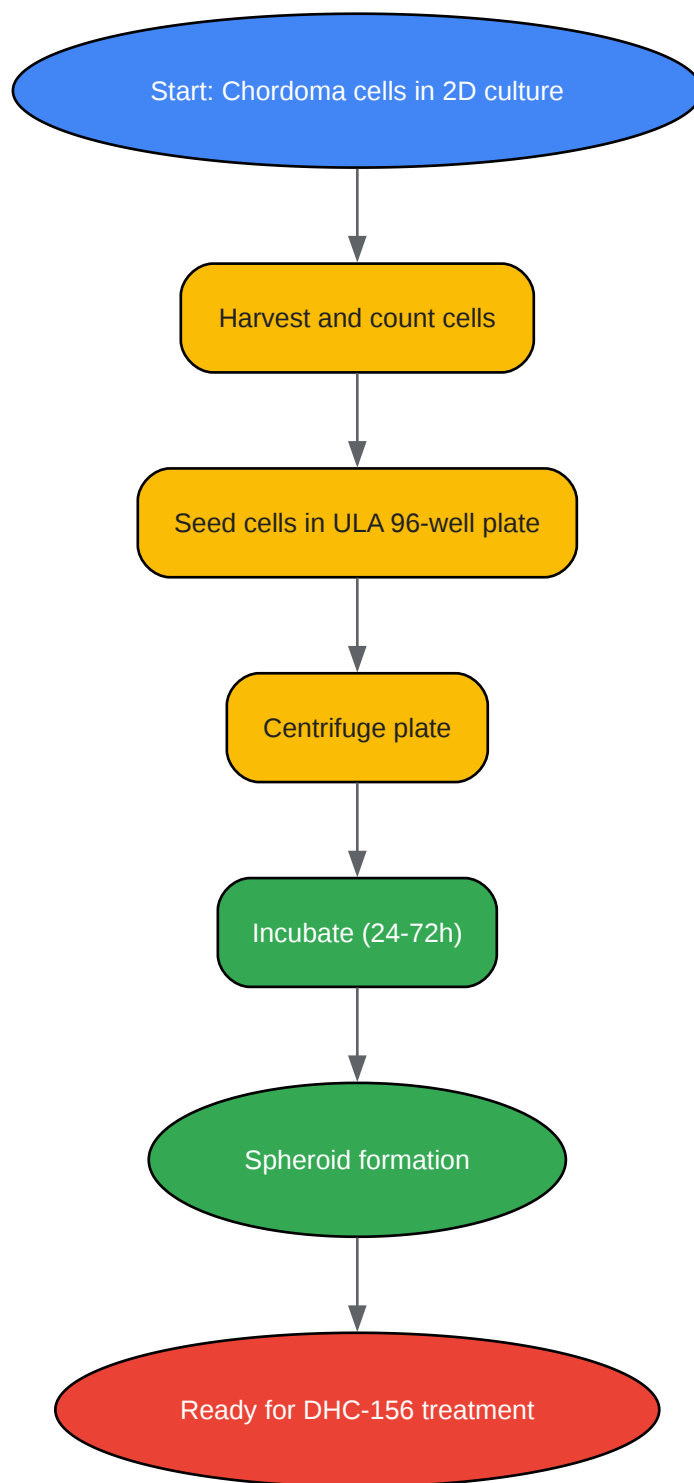 Start: Chordoma cells in 2D culture
Harvest and count cells
Seed cells in ULA 96-well plate
Centrifuge plate
Incubate (24-72h)
Spheroid formation
Ready for DHC-156 treatment